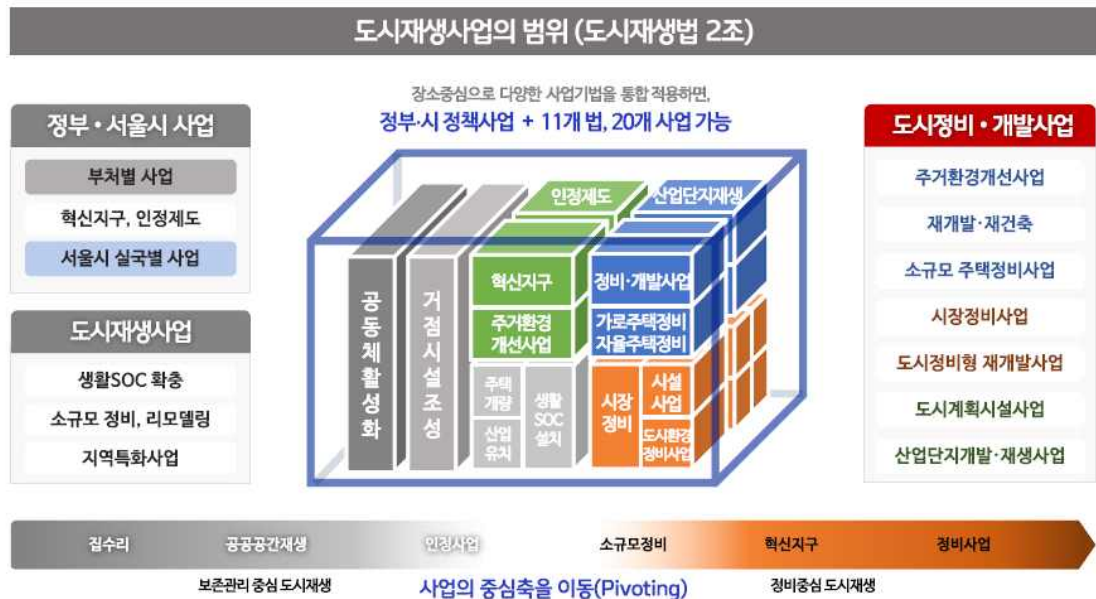 도시재생사업의 범위 (도시재생법 2조)
장소중심으로 다양한 사업기법을 통합 적용하면,
정부·시 정책사업 + 11개 법, 20개 사업 가능
정부·서울시 사업
부처별 사업
혁신지구, 인정제도
서울시 실국별 사업
도시재생사업
생활SOC 확충
소규모 정비, 리모델링
지역특화사업
공동체활성화
거점시설조성
인정제도
산업단지재생
혁신지구
정비·개발사업
주거환경
개선사업
가로주택정비
자율주택정비
주택
개량
산업
유치
생활
SOC
설치
시장
정비
시설
사업
도시환경
정비사업
도시정비·개발사업
주거환경개선사업
재개발·재건축
소규모 주택정비사업
시장정비사업
도시정비형 재개발사업
도시계획시설사업
산업단지개발·재생사업
집수리 공공공간재생 인정사업 소규모정비 혁신지구 정비사업
보존관리 중심 도시재생 사업의 중심축을 이동(Pivoting) 정비중심 도시재생